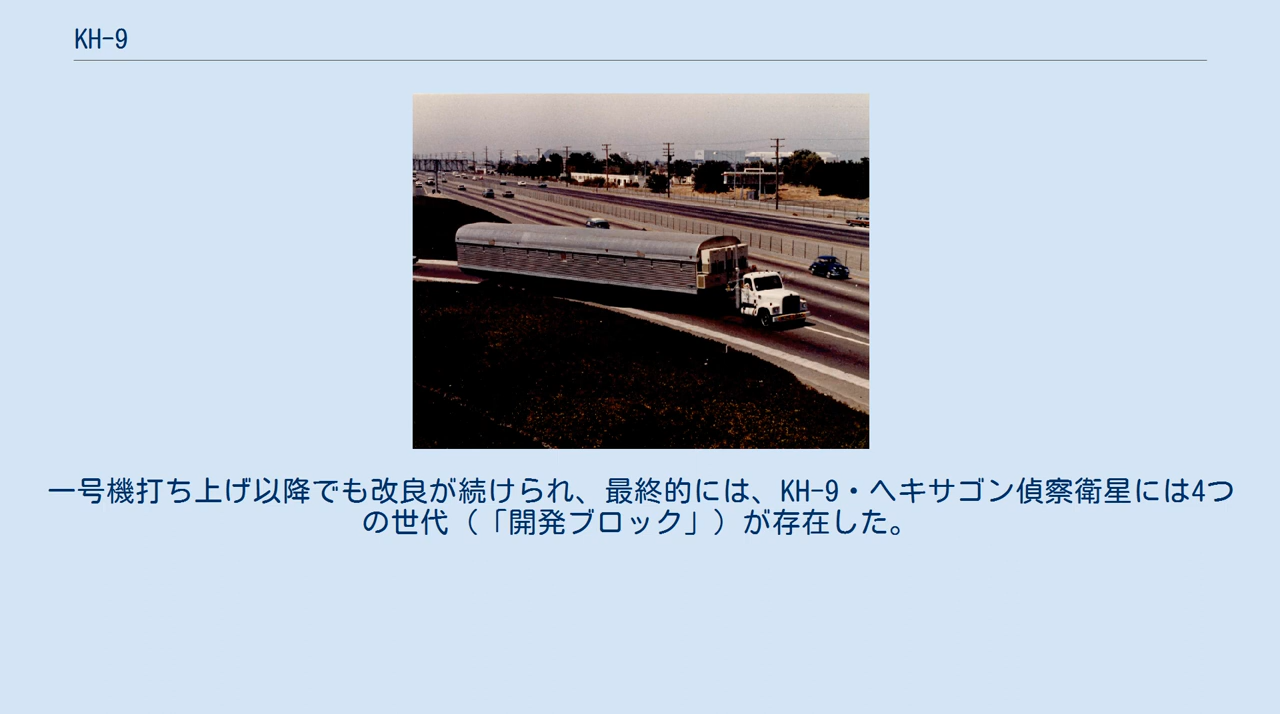 KH-9
一号機打ち上げ以降でも改良が続けられ、最終的には、KH-9・ヘキサゴン偵察衛星には4つ
の世代（「開発ブロック」）が存在した。